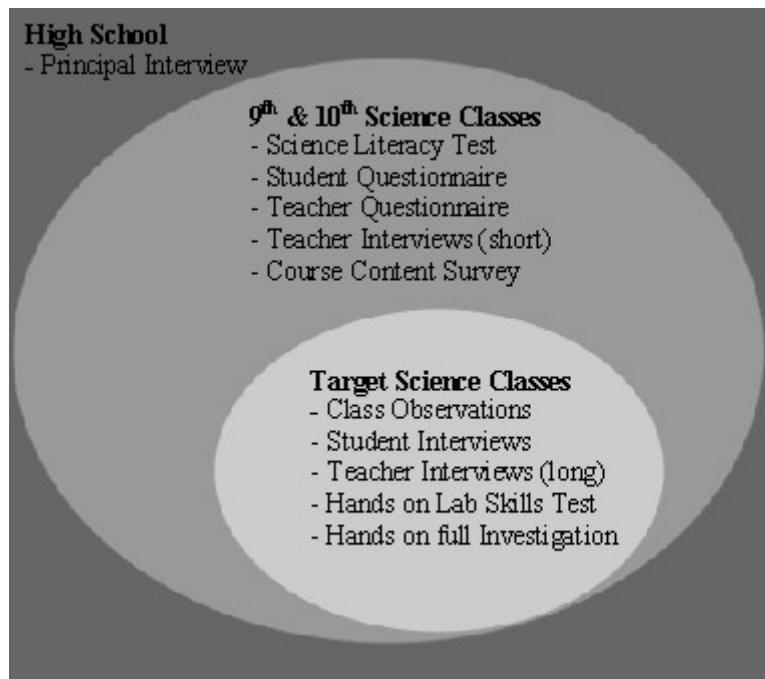 High School
- Principal Interview
9th & 10th Science Classes
- Science Literacy Test
- Student Questionnaire
- Teacher Questionnaire
- Teacher Interviews (short)
- Course Content Survey
Target Science Classes
- Class Observations
- Student Interviews
- Teacher Interviews (long)
- Hands on Lab Skills Test
- Hands on full Investigation